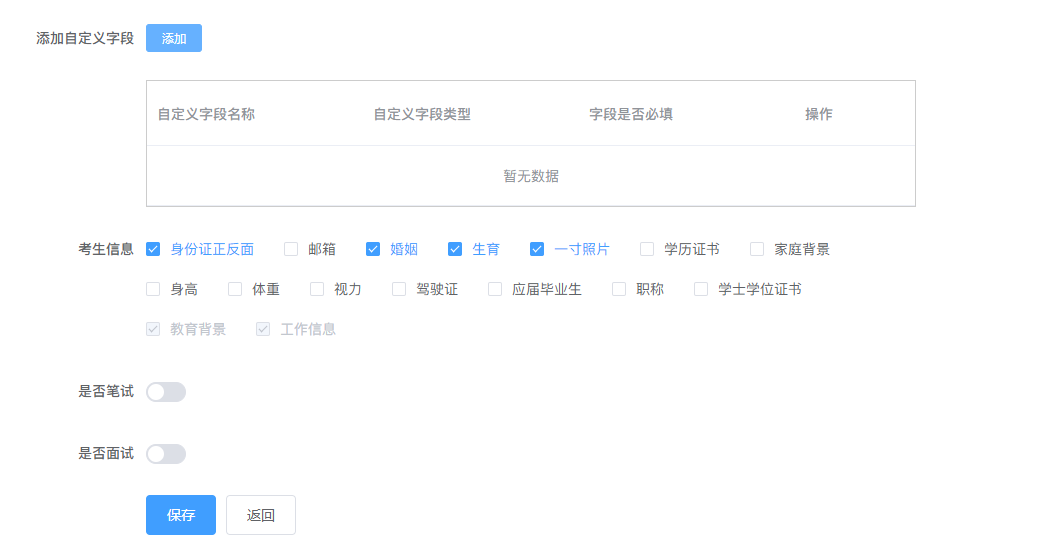 添加自定义字段 添加
自定义字段名称 自定义字段类型 字段是否必填 操作
暂无数据
考生信息 身份证正反面 邮箱 婚姻 生育 一寸照片 学历证书 家庭背景
身高 体重 视力 驾驶证 应届毕业生 职称 学士学位证书
教育背景 工作信息
是否笔试
是否面试
保存 返回